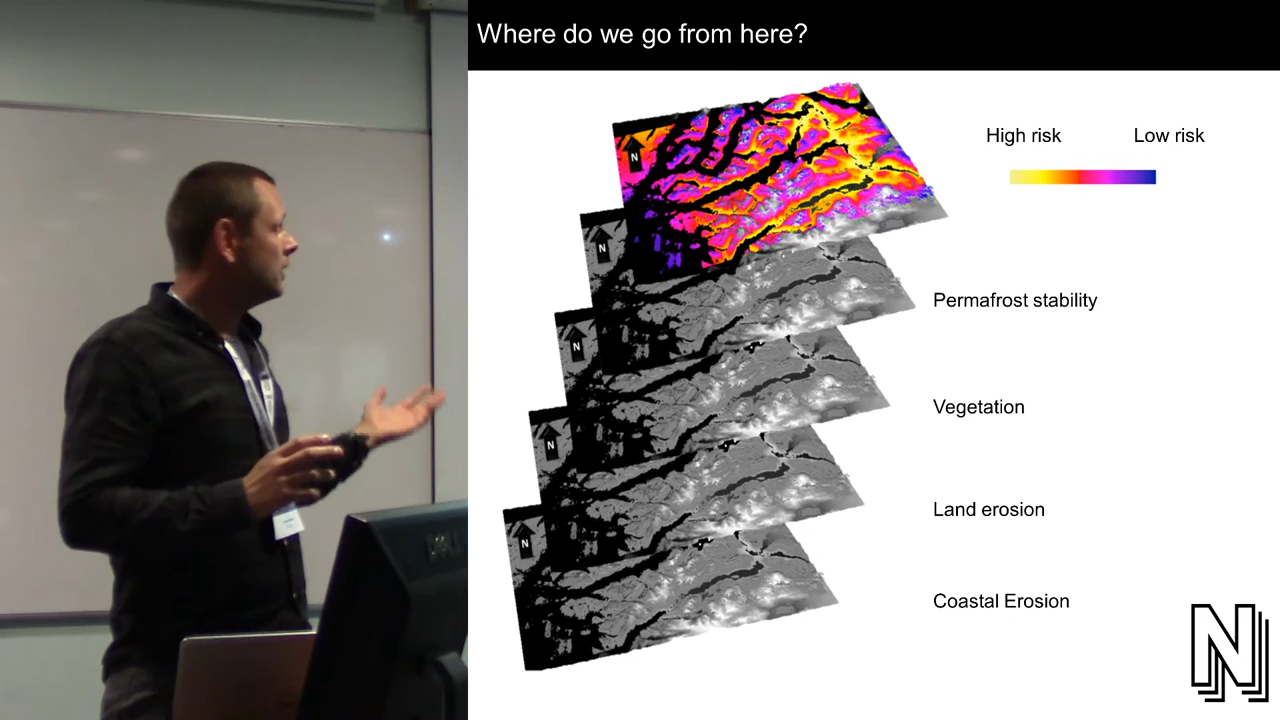 Where do we go from here?
High risk Low risk
N
N
Permafrost stability
N
Vegetation
N
Land erosion
N
Coastal Erosion
N